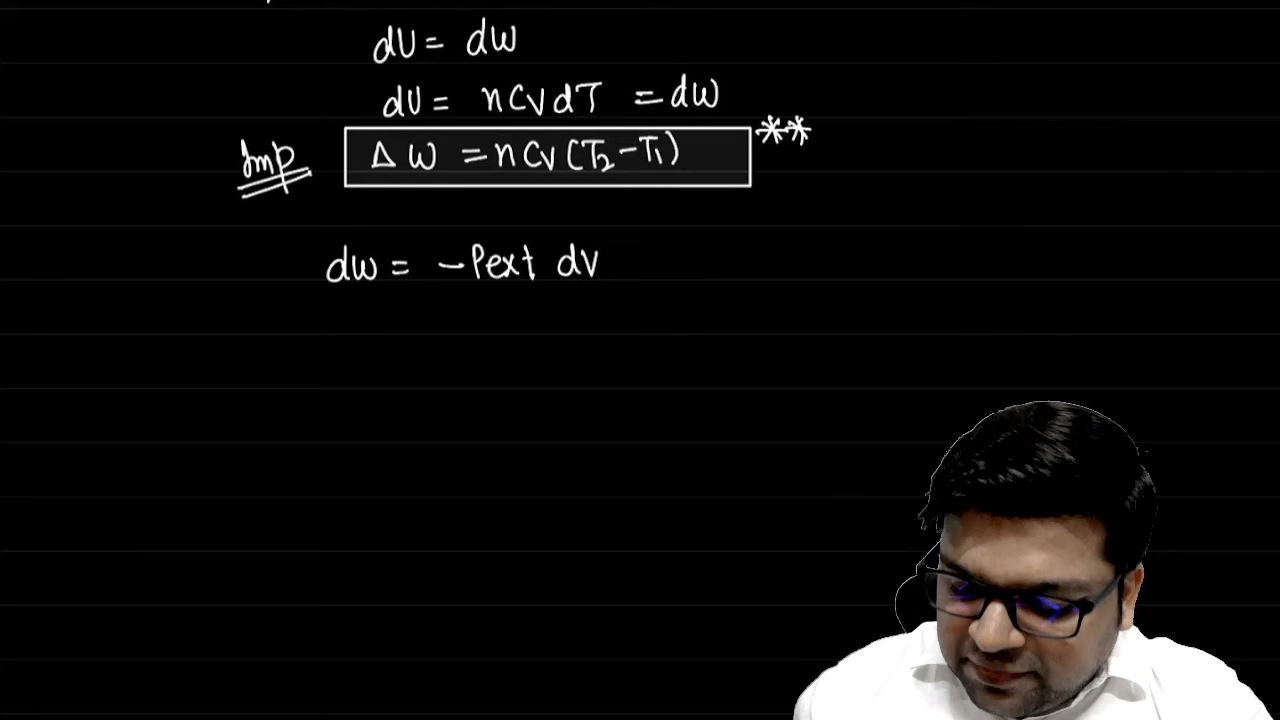 dU = dW
dU = nCvdT = dW
Imp ΔW = nCv(T₂-T₁) **
dW = -Pext dV